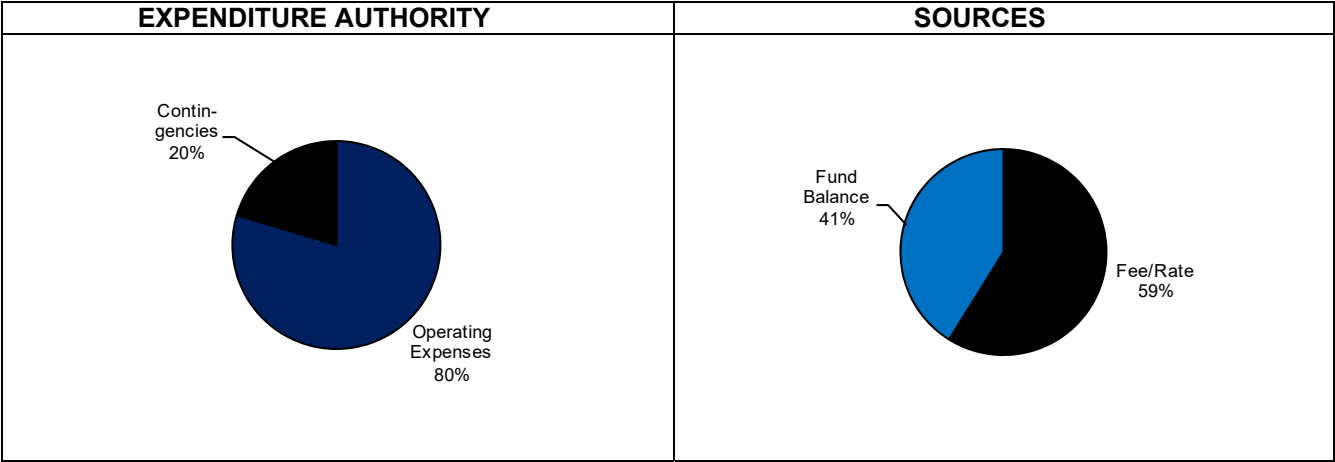 EXPENDITURE AUTHORITY
SOURCES
Contin-
gencies
20%
Operating
Expenses
80%
Fund
Balance
41%
Fee/Rate
59%